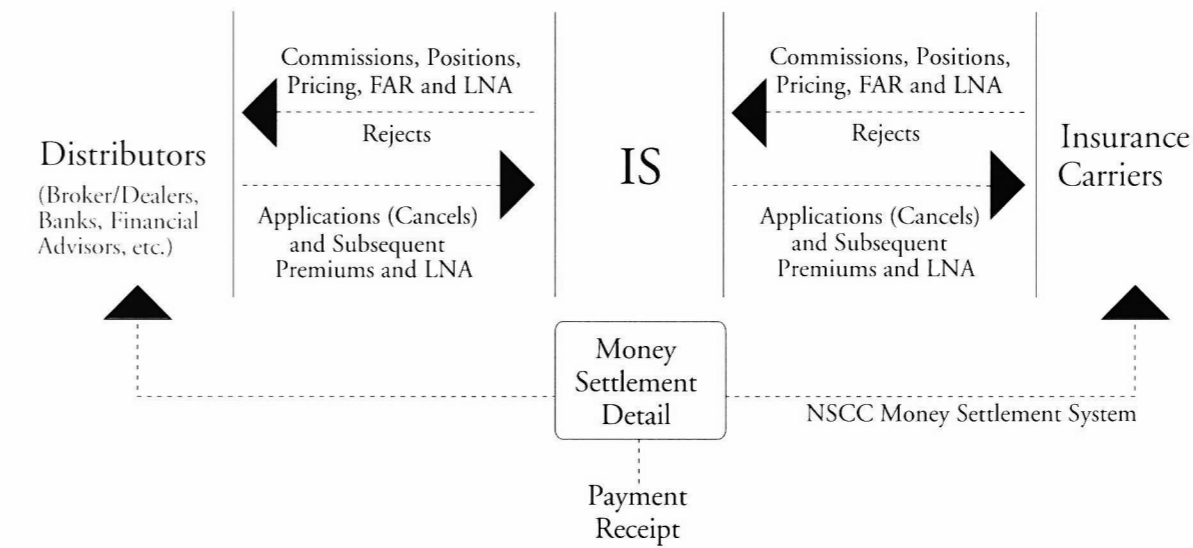 Commissions, Positions,
Pricing, FAR and LNA
Rejects
Commissions, Positions,
Pricing, FAR and LNA
Rejects
Distributors
(Broker/Dealers,
Banks, Financial
Advisors, etc.)
IS
Insurance
Carriers
Applications (Cancels)
and Subsequent
Premiums and LNA
Applications (Cancels)
and Subsequent
Premiums and LNA
Money
Settlement
Detail
NSCC Money Settlement System
Payment
Receipt